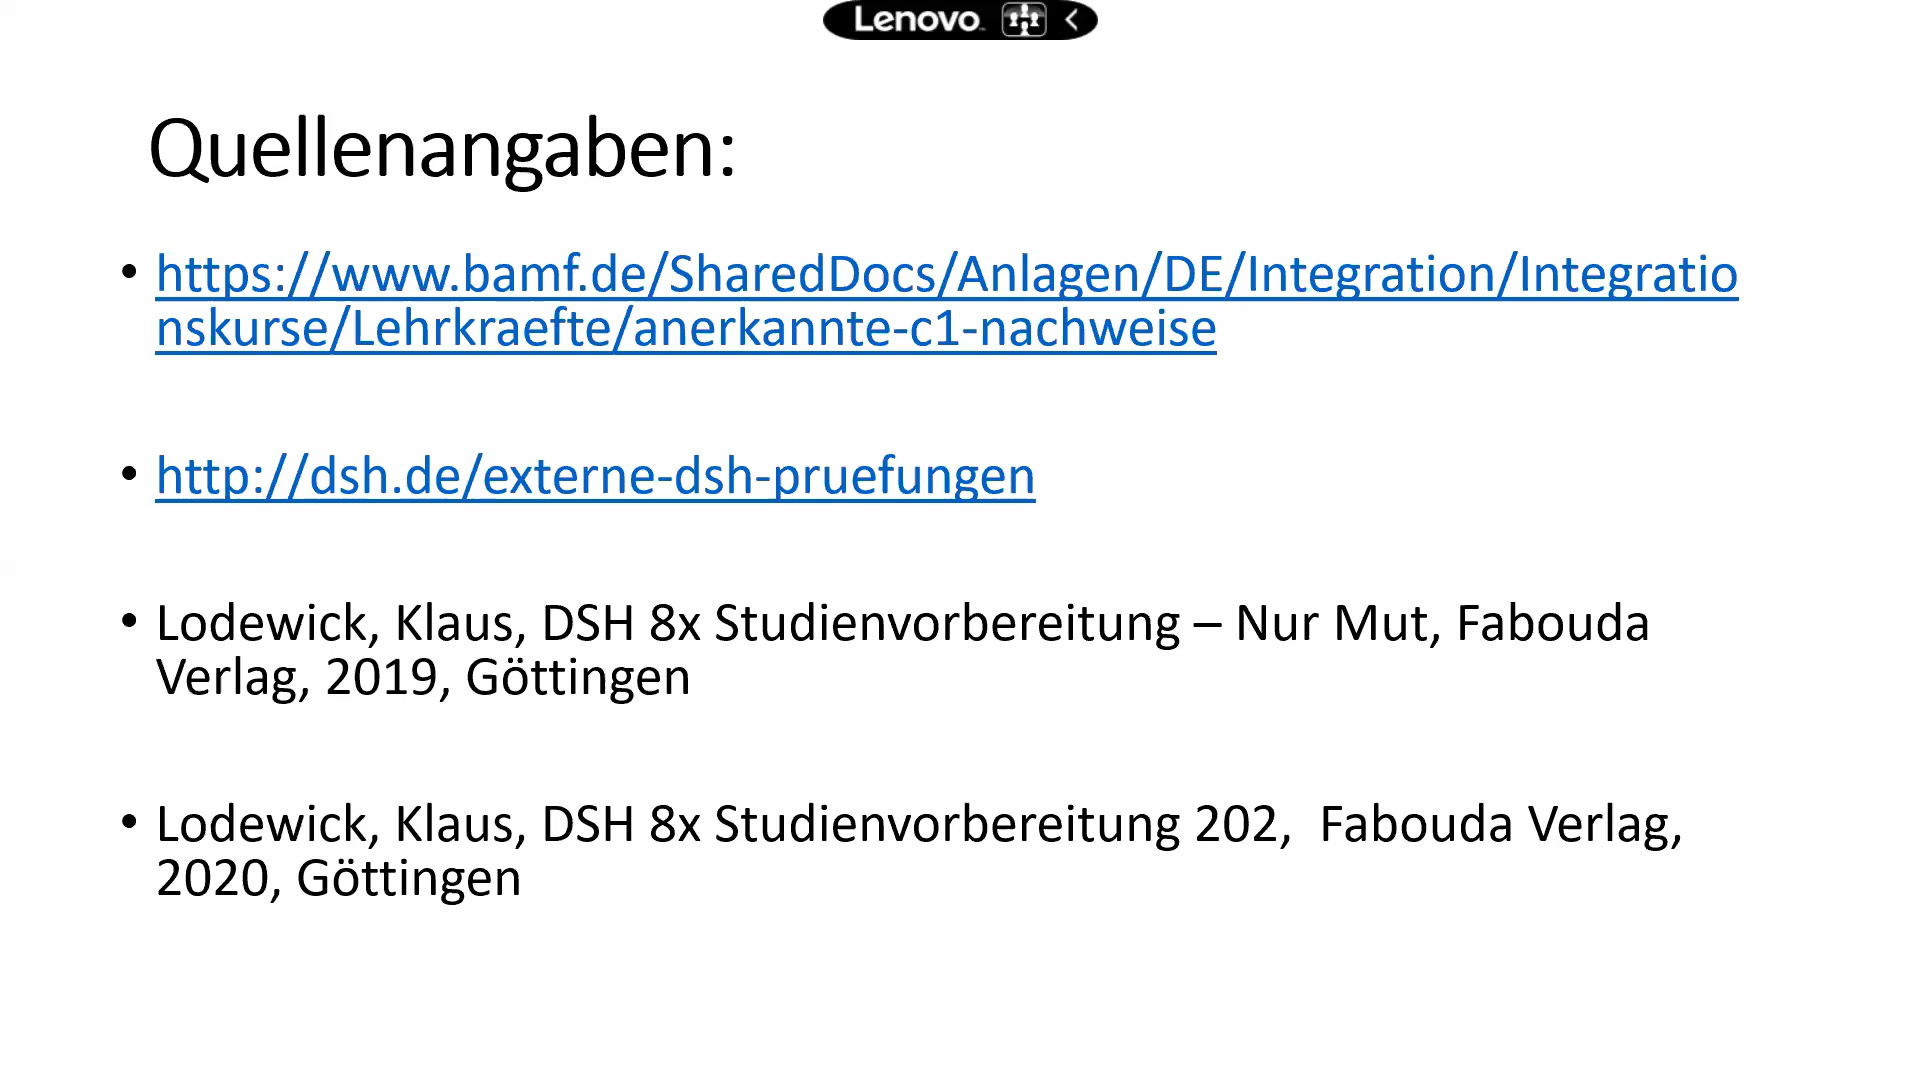 Lenovo
Quellenangaben:
• https://www.bamf.de/SharedDocs/Anlagen/DE/Integration/Integratio
nskurse/Lehrkraefte/anerkannte-c1-nachweise
• http://dsh.de/externe-dsh-pruefungen
• Lodewick, Klaus, DSH 8x Studienvorbereitung – Nur Mut, Fabouda
Verlag, 2019, Göttingen
• Lodewick, Klaus, DSH 8x Studienvorbereitung 202,  Fabouda Verlag,
2020, Göttingen